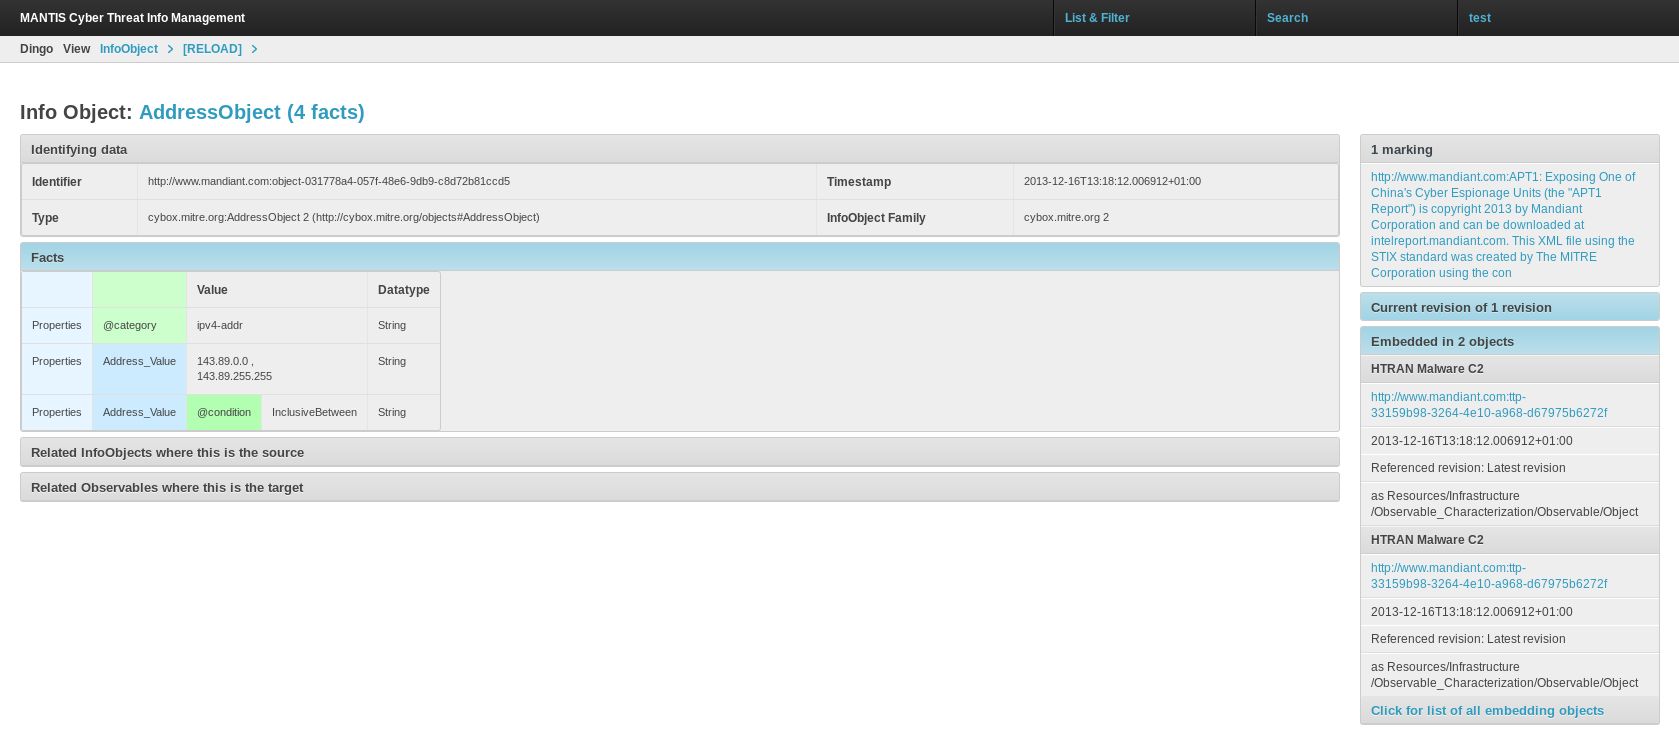 MANTIS Cyber Threat Info Management
List & Filter
Search
test
Dingo View InfoObject [RELOAD]
Info Object: AddressObject (4 facts)
Identifying data
Identifier http://www.mandiant.com:object-031778a4-057f-48e6-9db9-c8d72b81ccd5 Timestamp 2013-12-16T13:18:12.006912+01:00
Type cybox.mitre.org:AddressObject 2 (http://cybox.mitre.org/objects#AddressObject) InfoObject Family cybox.mitre.org 2
Facts
Value Datatype
Properties @category ipv4-addr String
Properties Address_Value 143.89.0.0 , String
143.89.255.255
Properties Address_Value @condition InclusiveBetween String
Related InfoObjects where this is the source
Related Observables where this is the target
1 marking
http://www.mandiant.com:APT1: Exposing One of
China's Cyber Espionage Units (the "APT1
Report") is copyright 2013 by Mandiant
Corporation and can be downloaded at
intelreport.mandiant.com. This XML file using the
STIX standard was created by The MITRE
Corporation using the con
Current revision of 1 revision
Embedded in 2 objects
HTRAN Malware C2
http://www.mandiant.com:ttp-
33159b98-3264-4e10-a968-d67975b6272f
2013-12-16T13:18:12.006912+01:00
Referenced revision: Latest revision
as Resources/Infrastructure
/Observable_Characterization/Observable/Object
HTRAN Malware C2
http://www.mandiant.com:ttp-
33159b98-3264-4e10-a968-d67975b6272f
2013-12-16T13:18:12.006912+01:00
Referenced revision: Latest revision
as Resources/Infrastructure
/Observable_Characterization/Observable/Object
Click for list of all embedding objects